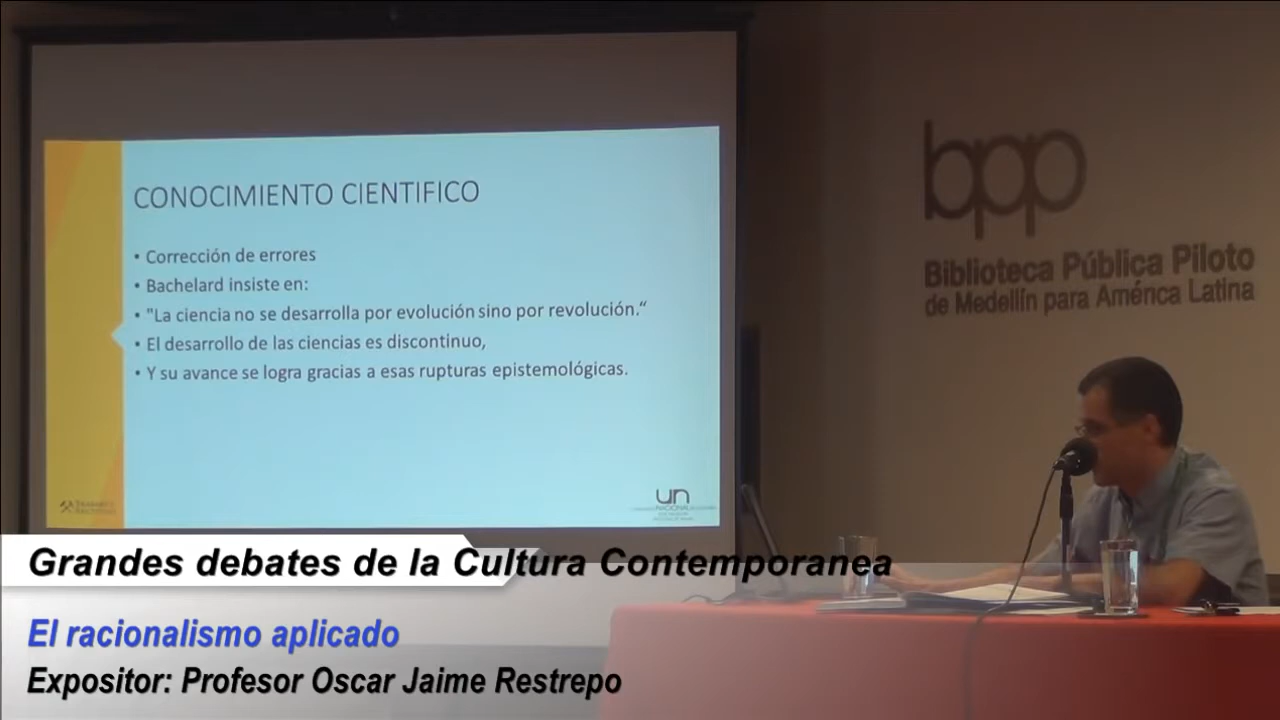 CONOCIMIENTO CIENTIFICO
• Corrección de errores
• Bachelard insiste en:
• "La ciencia no se desarrolla por evolución sino por revolución."
• El desarrollo de las ciencias es discontinuo,
• Y su avance se logra gracias a esas rupturas epistemológicas.
un
bpp
Biblioteca Pública Piloto
de Medellín para América Latina
Grandes debates de la Cultura Contemporanea
El racionalismo aplicado
Expositor: Profesor Oscar Jaime Restrepo